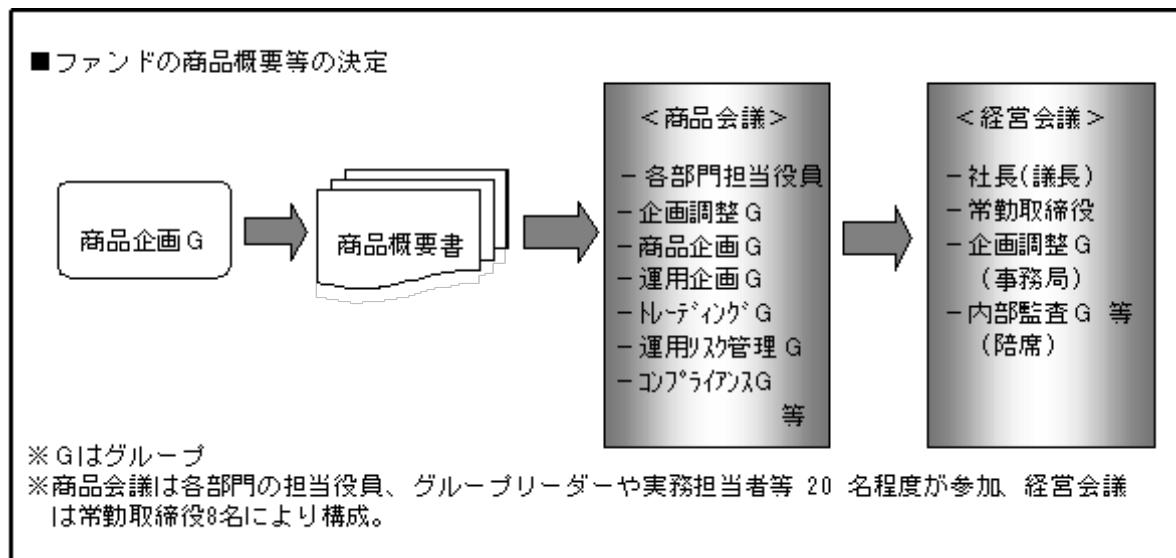 ■ファンドの商品概要等の決定
商品企画G
商品概要書
＜商品会議＞
－各部門担当役員
－企画調整G
－商品企画G
－運用企画G
－ﾄﾚｰﾃﾞｨﾝｸﾞG
－運用ﾘｽｸ管理G
－ｺﾝﾌﾟﾗｲｱﾝｽG
等
＜経営会議＞
－社長(議長)
－常勤取締役
－企画調整G
(事務局)
－内部監査G 等
(陪席)
※Gはグループ
※商品会議は各部門の担当役員、グループリーダーや実務担当者等 20 名程度が参加、経営会議
は常勤取締役8名により構成。